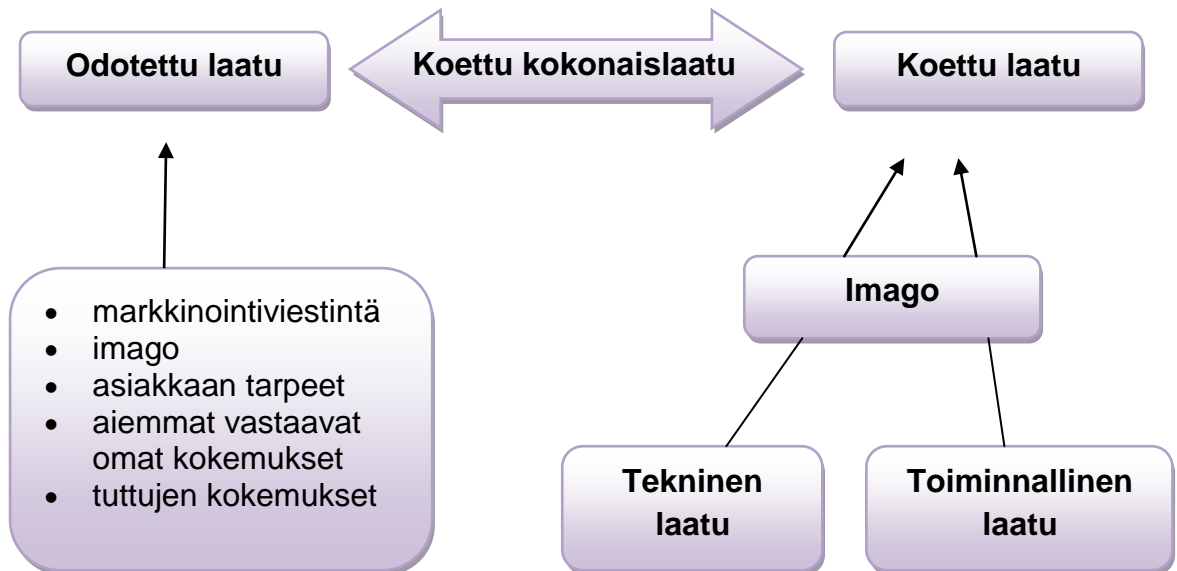 Odotettu laatu
Koettu kokonaislaatu
Koettu laatu
• markkinointiviestintä
• imago
• asiakkaan tarpeet
• aiemmat vastaavat
omat kokemukset
• tuttujen kokemukset
Imago
Tekninen
laatu
Toiminnallinen
laatu